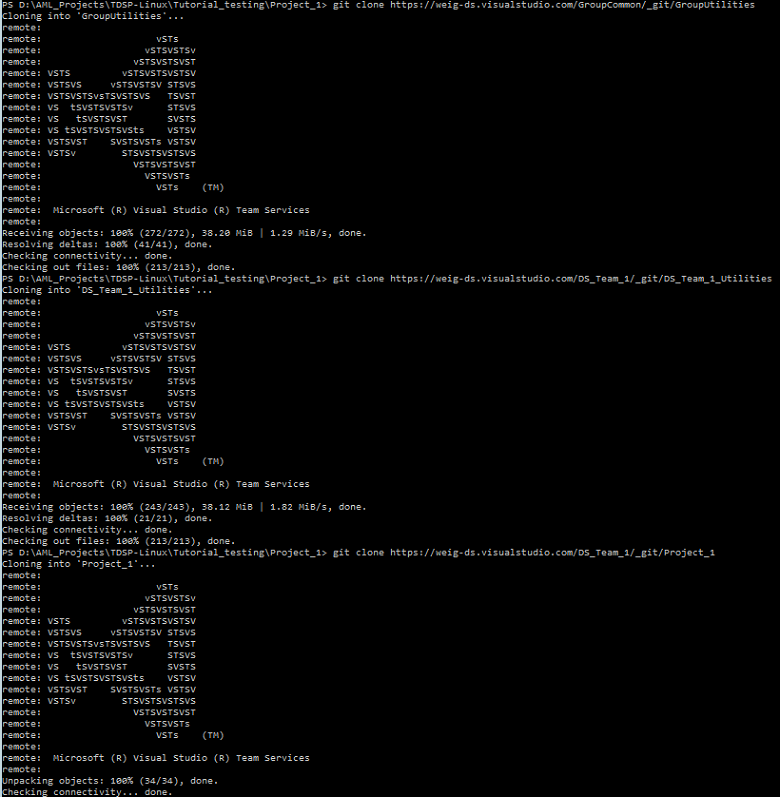 PS D:\AML_Projects\TDSP-Linux\Tutorial_testing\Project_1> git clone https://weig-ds.visualstudio.com/GroupCommon/_git/GroupUtilities
Cloning into 'GroupUtilities'...
remote:
remote:                    vSTs
remote:                  vSTSVSTSv
remote:                vSTSVSTSVST
remote: VSTS         vSTSVSTSVSTSV
remote: VSTSVS     vSTSVSTSV STSVS
remote: VSTSVSTSvsTSVSTSVS   TSVST
remote: VS  tSVSTSVSTSv      STSVS
remote: VS   tSVSTSVST       SVSTS
remote: VS tSVSTSVSTSVSts    VSTSV
remote: VSTSVST    SVSTSVSTs VSTSV
remote: VSTSv        STSVSTSVSTSVS
remote:                VSTSVSTSVST
remote:                  VSTSVSTs
remote:                    VSTs    (TM)
remote:
remote:  Microsoft (R) Visual Studio (R) Team Services
remote:
Receiving objects: 100% (272/272), 38.20 MiB | 1.29 MiB/s, done.
Resolving deltas: 100% (41/41), done.
Checking connectivity... done.
Checking out files: 100% (213/213), done.
PS D:\AML_Projects\TDSP-Linux\Tutorial_testing\Project_1> git clone https://weig-ds.visualstudio.com/DS_Team_1/_git/DS_Team_1_Utilities
Cloning into 'DS_Team_1_Utilities'...
remote:
remote:                    vSTs
remote:                  vSTSVSTSv
remote:                vSTSVSTSVST
remote: VSTS         vSTSVSTSVSTSV
remote: VSTSVS     vSTSVSTSV STSVS
remote: VSTSVSTSvsTSVSTSVS   TSVST
remote: VS  tSVSTSVSTSv      STSVS
remote: VS   tSVSTSVST       SVSTS
remote: VS tSVSTSVSTSVSts    VSTSV
remote: VSTSVST    SVSTSVSTs VSTSV
remote: VSTSv        STSVSTSVSTSVS
remote:                VSTSVSTSVST
remote:                  VSTSVSTs
remote:                    VSTs    (TM)
remote:
remote:  Microsoft (R) Visual Studio (R) Team Services
remote:
Receiving objects: 100% (243/243), 38.12 MiB | 1.82 MiB/s, done.
Resolving deltas: 100% (21/21), done.
Checking connectivity... done.
Checking out files: 100% (213/213), done.
PS D:\AML_Projects\TDSP-Linux\Tutorial_testing\Project_1> git clone https://weig-ds.visualstudio.com/DS_Team_1/_git/Project_1
Cloning into 'Project_1'...
remote:
remote:                    vSTs
remote:                  vSTSVSTSv
remote:                vSTSVSTSVST
remote: VSTS         vSTSVSTSVSTSV
remote: VSTSVS     vSTSVSTSV STSVS
remote: VSTSVSTSvsTSVSTSVS   TSVST
remote: VS  tSVSTSVSTSv      STSVS
remote: VS   tSVSTSVST       SVSTS
remote: VS tSVSTSVSTSVSts    VSTSV
remote: VSTSVST    SVSTSVSTs VSTSV
remote: VSTSv        STSVSTSVSTSVS
remote:                VSTSVSTSVST
remote:                  VSTSVSTs
remote:                    VSTs    (TM)
remote:
remote:  Microsoft (R) Visual Studio (R) Team Services
remote:
Unpacking objects: 100% (34/34), done.
Checking connectivity... done.